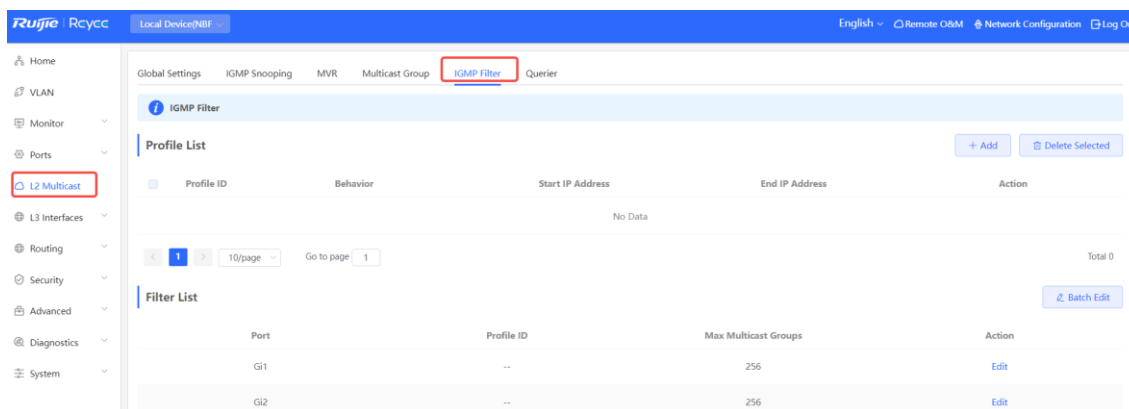 Ruijie | Rcycc Local Device(NBF English Remote O&M Network Configuration Log O
Home
VLAN
Monitor
Ports
L2 Multicast
L3 Interfaces
Routing
Security
Advanced
Diagnostics
System
Global Settings IGMP Snooping MVR Multicast Group IGMP Filter Querier
IGMP Filter
Profile List + Add Delete Selected
Profile ID Behavior Start IP Address End IP Address Action
No Data
< 1 > 10/page Go to page 1 Total 0
Filter List Batch Edit
Port Profile ID Max Multicast Groups Action
Gi1 -- 256 Edit
Gi2 -- 256 Edit